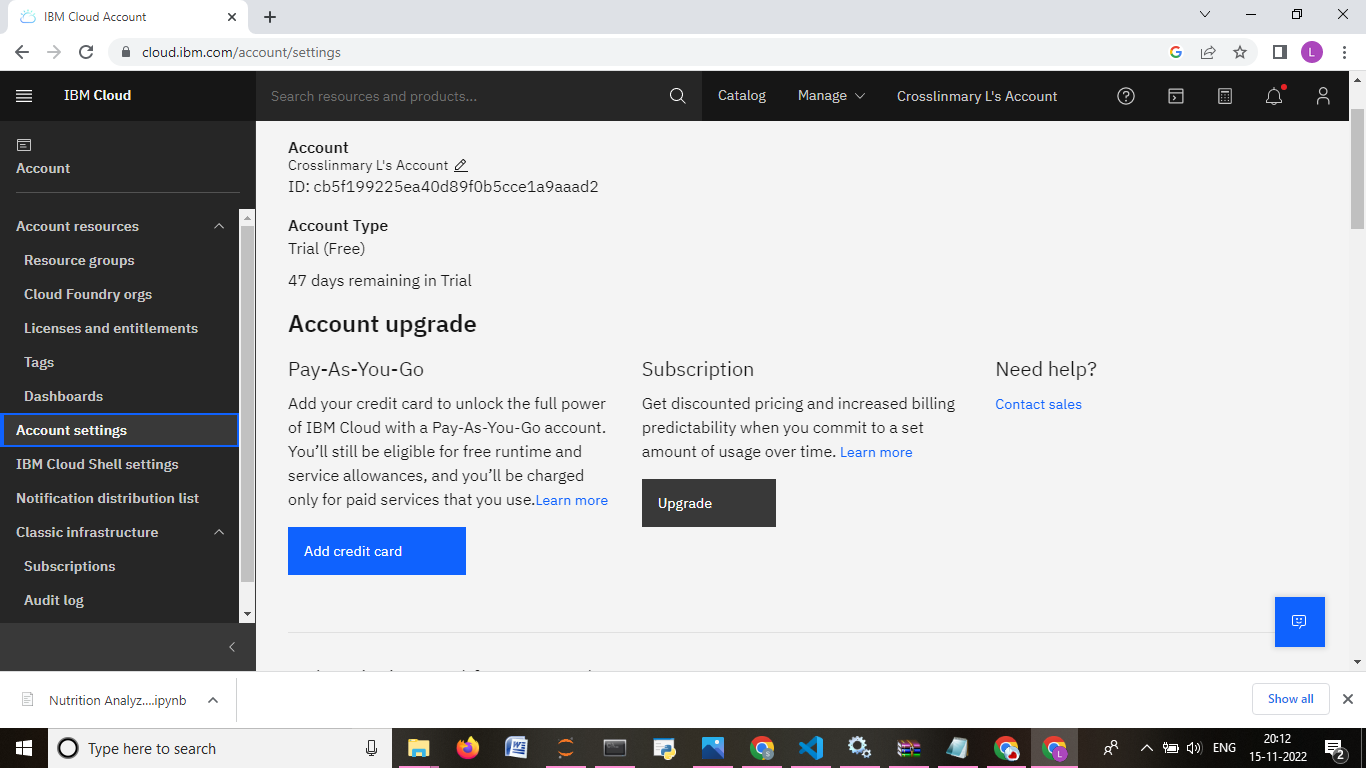 IBM Cloud Account
cloud.ibm.com/account/settings
L
IBM Cloud
Search resources and products...
Catalog
Manage
Crosslinmary L's Account
Account
Account resources
Resource groups
Cloud Foundry orgs
Licenses and entitlements
Tags
Dashboards
Account settings
IBM Cloud Shell settings
Notification distribution list
Classic infrastructure
Subscriptions
Audit log
Account
Crosslinmary L's Account
ID: cb5f199225ea40d89f0b5cce1a9aaad2
Account Type
Trial (Free)
47 days remaining in Trial
Account upgrade
Pay-As-You-Go
Add your credit card to unlock the full power
of IBM Cloud with a Pay-As-You-Go account.
You’ll still be eligible for free runtime and
service allowances, and you’ll be charged
only for paid services that you use.Learn more
Add credit card
Subscription
Get discounted pricing and increased billing
predictability when you commit to a set
amount of usage over time. Learn more
Upgrade
Need help?
Contact sales
Nutrition Analyz....ipynb
Show all
Type here to search
ENG
20:12
15-11-2022
2